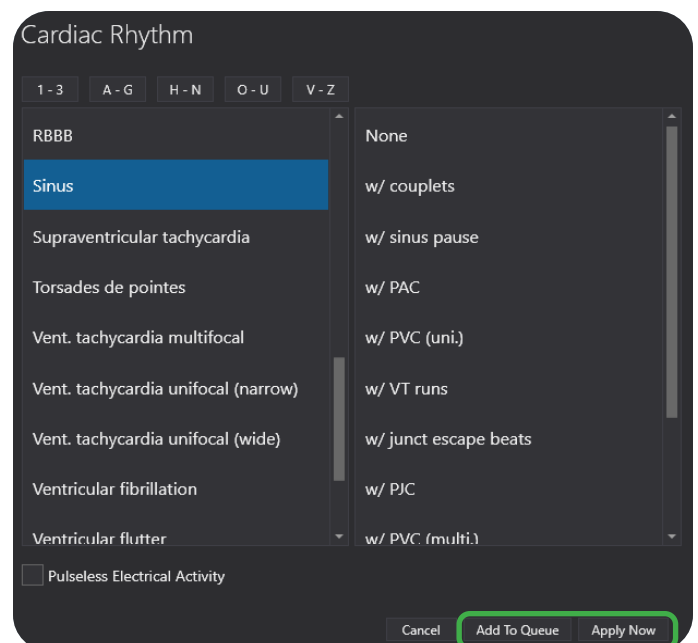 Cardiac Rhythm
1 - 3
A - G
H - N
O - U
V - Z
RBBB
Sinus
Supraventricular tachycardia
Torsades de pointes
Vent. tachycardia multifocal
Vent. tachycardia unifocal (narrow)
Vent. tachycardia unifocal (wide)
Ventricular fibrillation
Ventricular flutter
None
w/ couplets
w/ sinus pause
w/ PAC
w/ PVC (uni.)
w/ VT runs
w/ junct escape beats
w/ PJC
w/ PVC (multi.)
Pulseless Electrical Activity
Cancel
Add To Queue
Apply Now